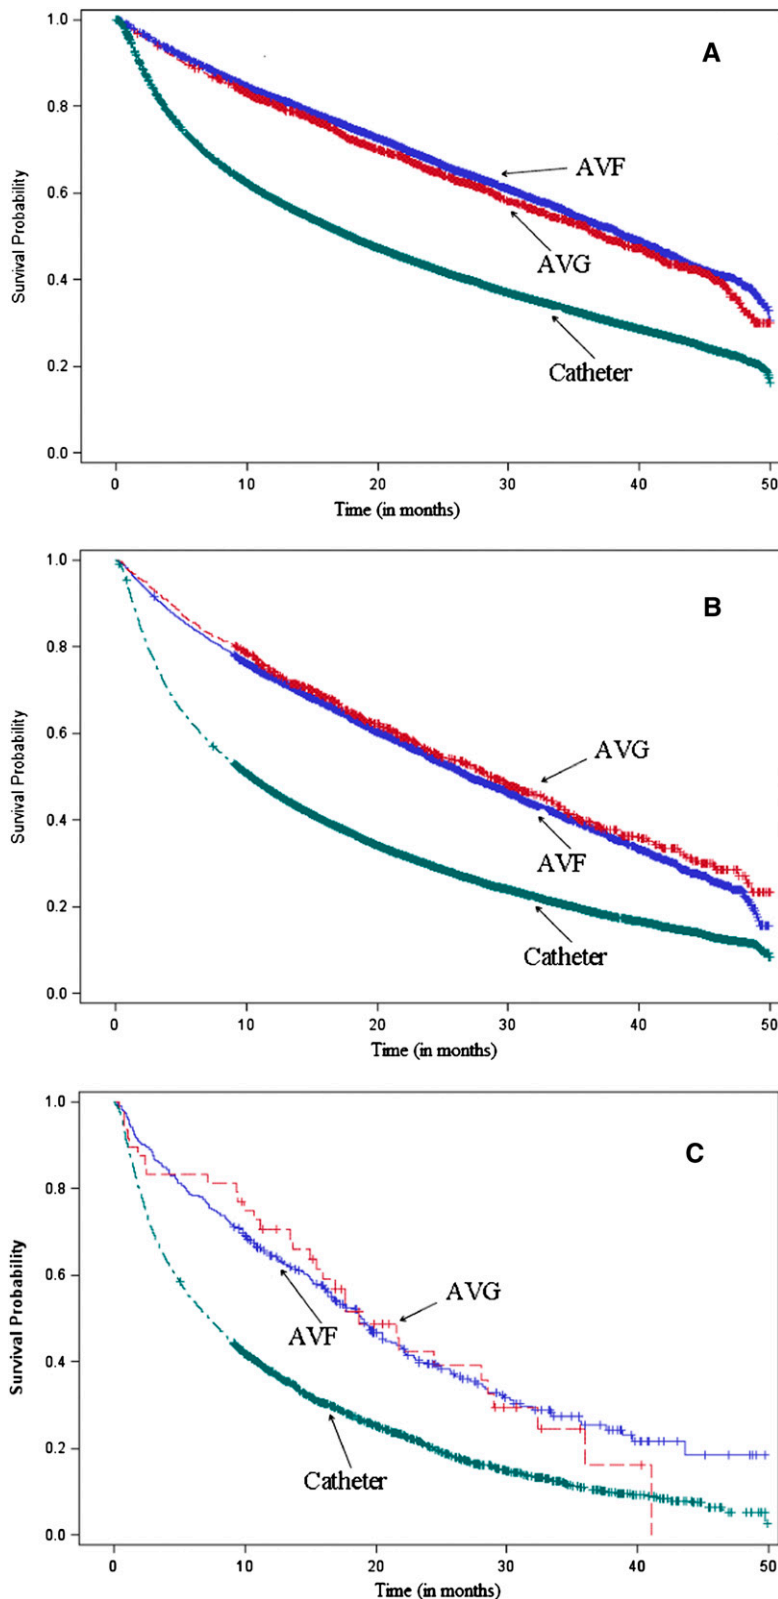 A
1.0
0.8
0.6
0.4
0.2
0.0
Survival Probability
AVF
AVG
Catheter
0 10 20 30 40 50
Time (in months)
B
1.0
0.8
0.6
0.4
0.2
0.0
Survival Probability
AVG
AVF
Catheter
0 10 20 30 40 50
Time (in months)
C
1.0
0.8
0.6
0.4
0.2
0.0
Survival Probability
AVG
AVF
Catheter
0 10 20 30 40 50
Time (in months)